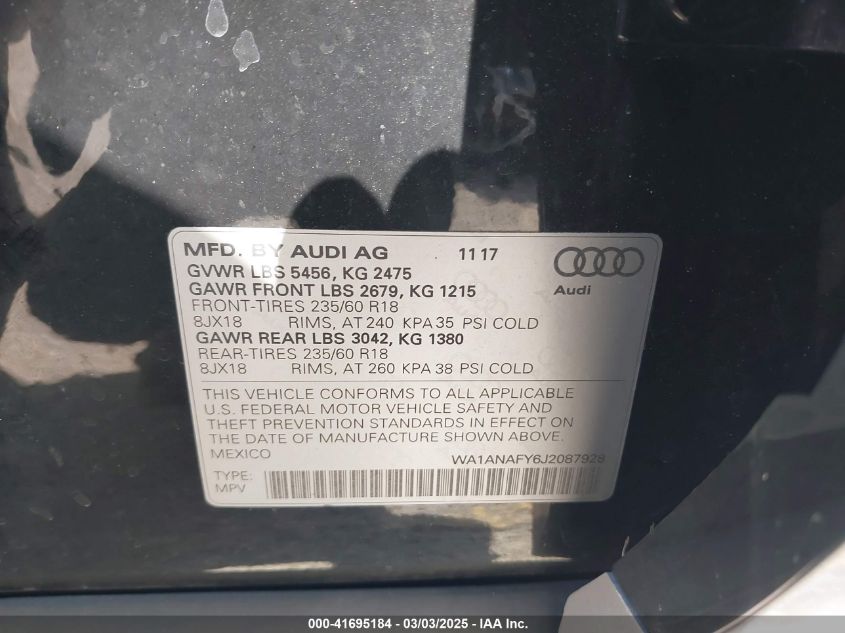 MFD. BY AUDI AG 11 17
GVWR LBS 5456, KG 2475
GAWR FRONT LBS 2679, KG 1215
Audi
FRONT-TIRES 235/60 R18
8JX18 RIMS, AT 240 KPA 35 PSI COLD
GAWR REAR LBS 3042, KG 1380
REAR-TIRES 235/60 R18
8JX18 RIMS, AT 260 KPA 38 PSI COLD
THIS VEHICLE CONFORMS TO ALL APPLICABLE
U.S. FEDERAL MOTOR VEHICLE SAFETY AND
THEFT PREVENTION STANDARDS IN EFFECT ON
THE DATE OF MANUFACTURE SHOWN ABOVE.
MEXICO WA1ANAFY6J2087928
TYPE:
MPV
000-41695184 — 03/03/2025 — IAA Inc.